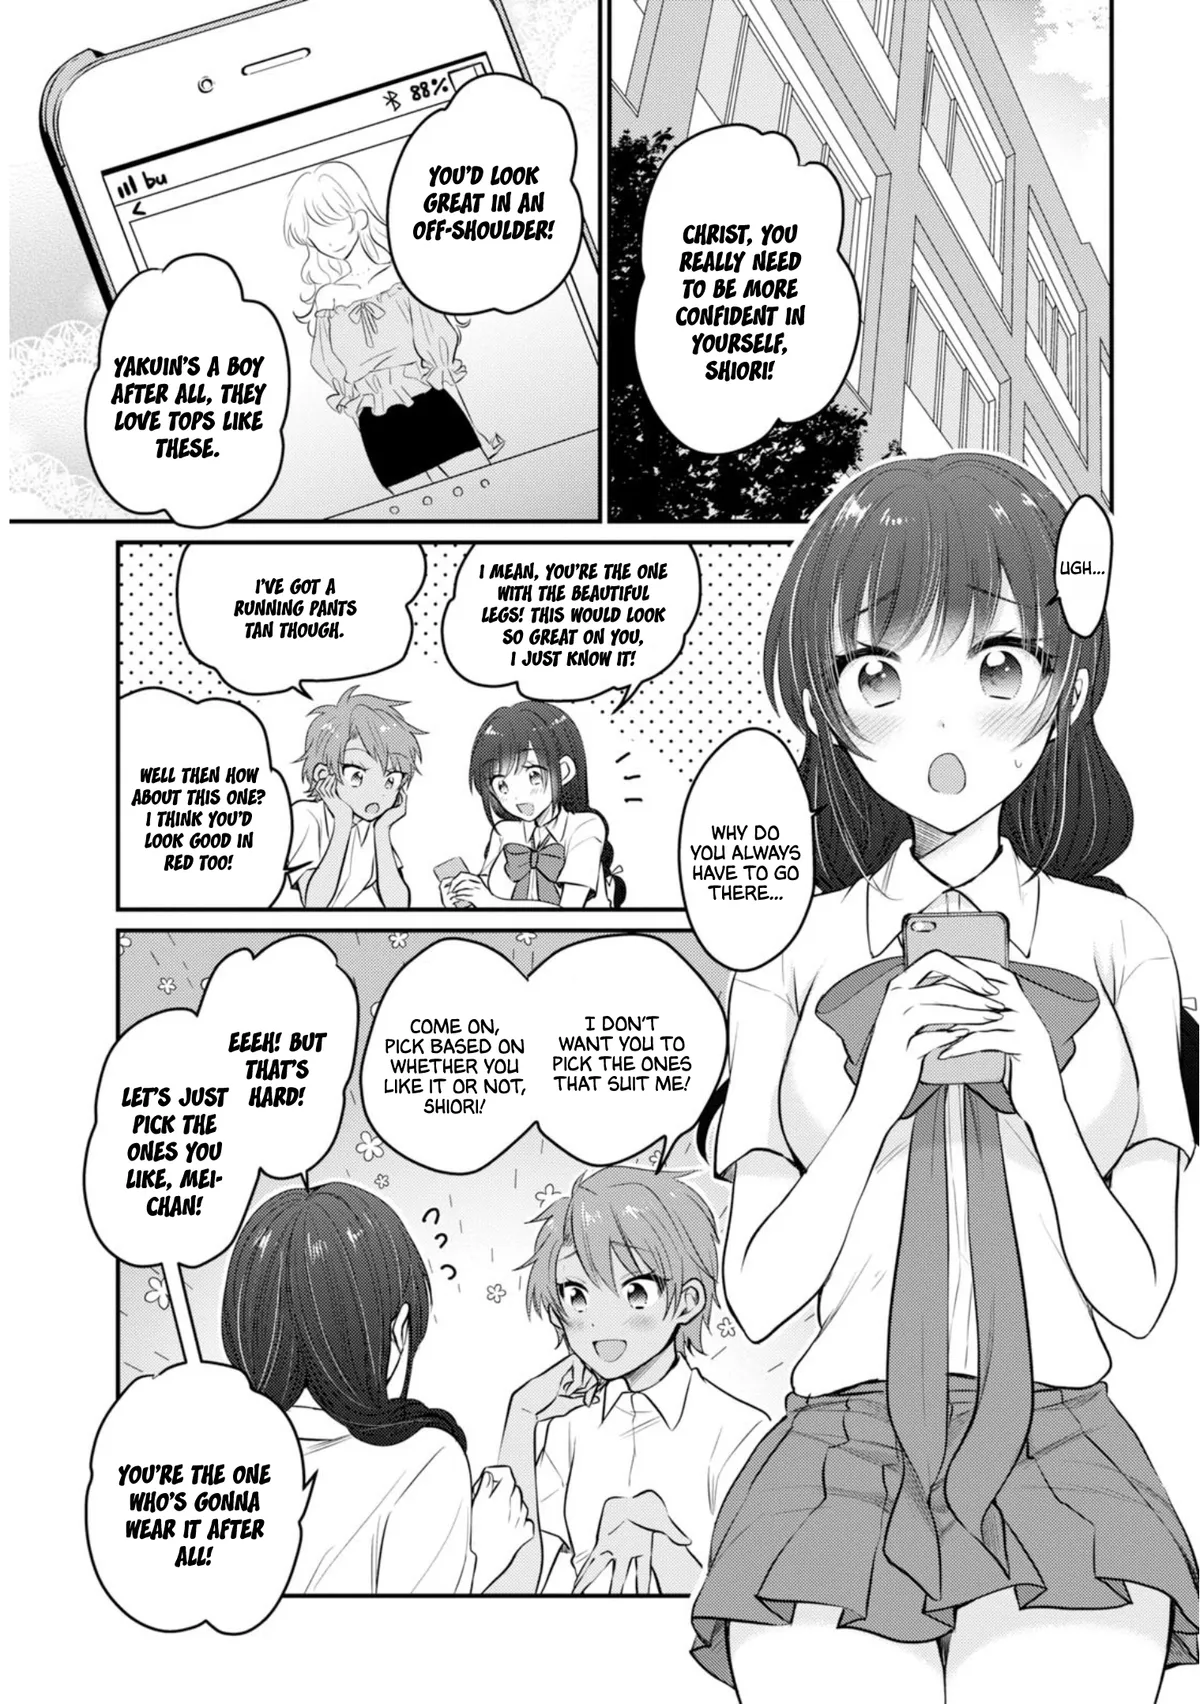 CHRIST, YOU
REALLY NEED
TO BE MORE
CONFIDENT IN
YOURSELF,
SHIORI!
88%
bu
<
YOU'D LOOK
GREAT IN AN
OFF-SHOULDER!
YAKUIN'S A BOY
AFTER ALL, THEY
LOVE TOPS LIKE
THESE.
UGH...
WHY DO
YOU ALWAYS
HAVE TO GO
THERE...
I MEAN, YOU'RE THE ONE
WITH THE BEAUTIFUL
LEGS! THIS WOULD LOOK
SO GREAT ON YOU,
I JUST KNOW IT!
I'VE GOT A
RUNNING PANTS
TAN THOUGH.
WELL THEN HOW
ABOUT THIS ONE?
I THINK YOU'D
LOOK GOOD IN
RED TOO!
I DON'T
WANT YOU TO
PICK THE ONES
THAT SUIT ME!
COME ON,
PICK BASED ON
WHETHER YOU
LIKE IT OR NOT,
SHIORI!
EEEH! BUT
THAT'S
HARD!
LET'S JUST
PICK THE
ONES YOU
LIKE, MEI-
CHAN!
YOU'RE THE ONE
WHO'S GONNA
WEAR IT AFTER
ALL!